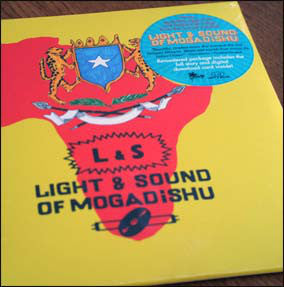 LIGHT & SOUND
OF MOGADiSHU
Remastered package includes the
full story and digital
download card inside!
L & S
LIGHT & SOUND
OF MOGADiSHU